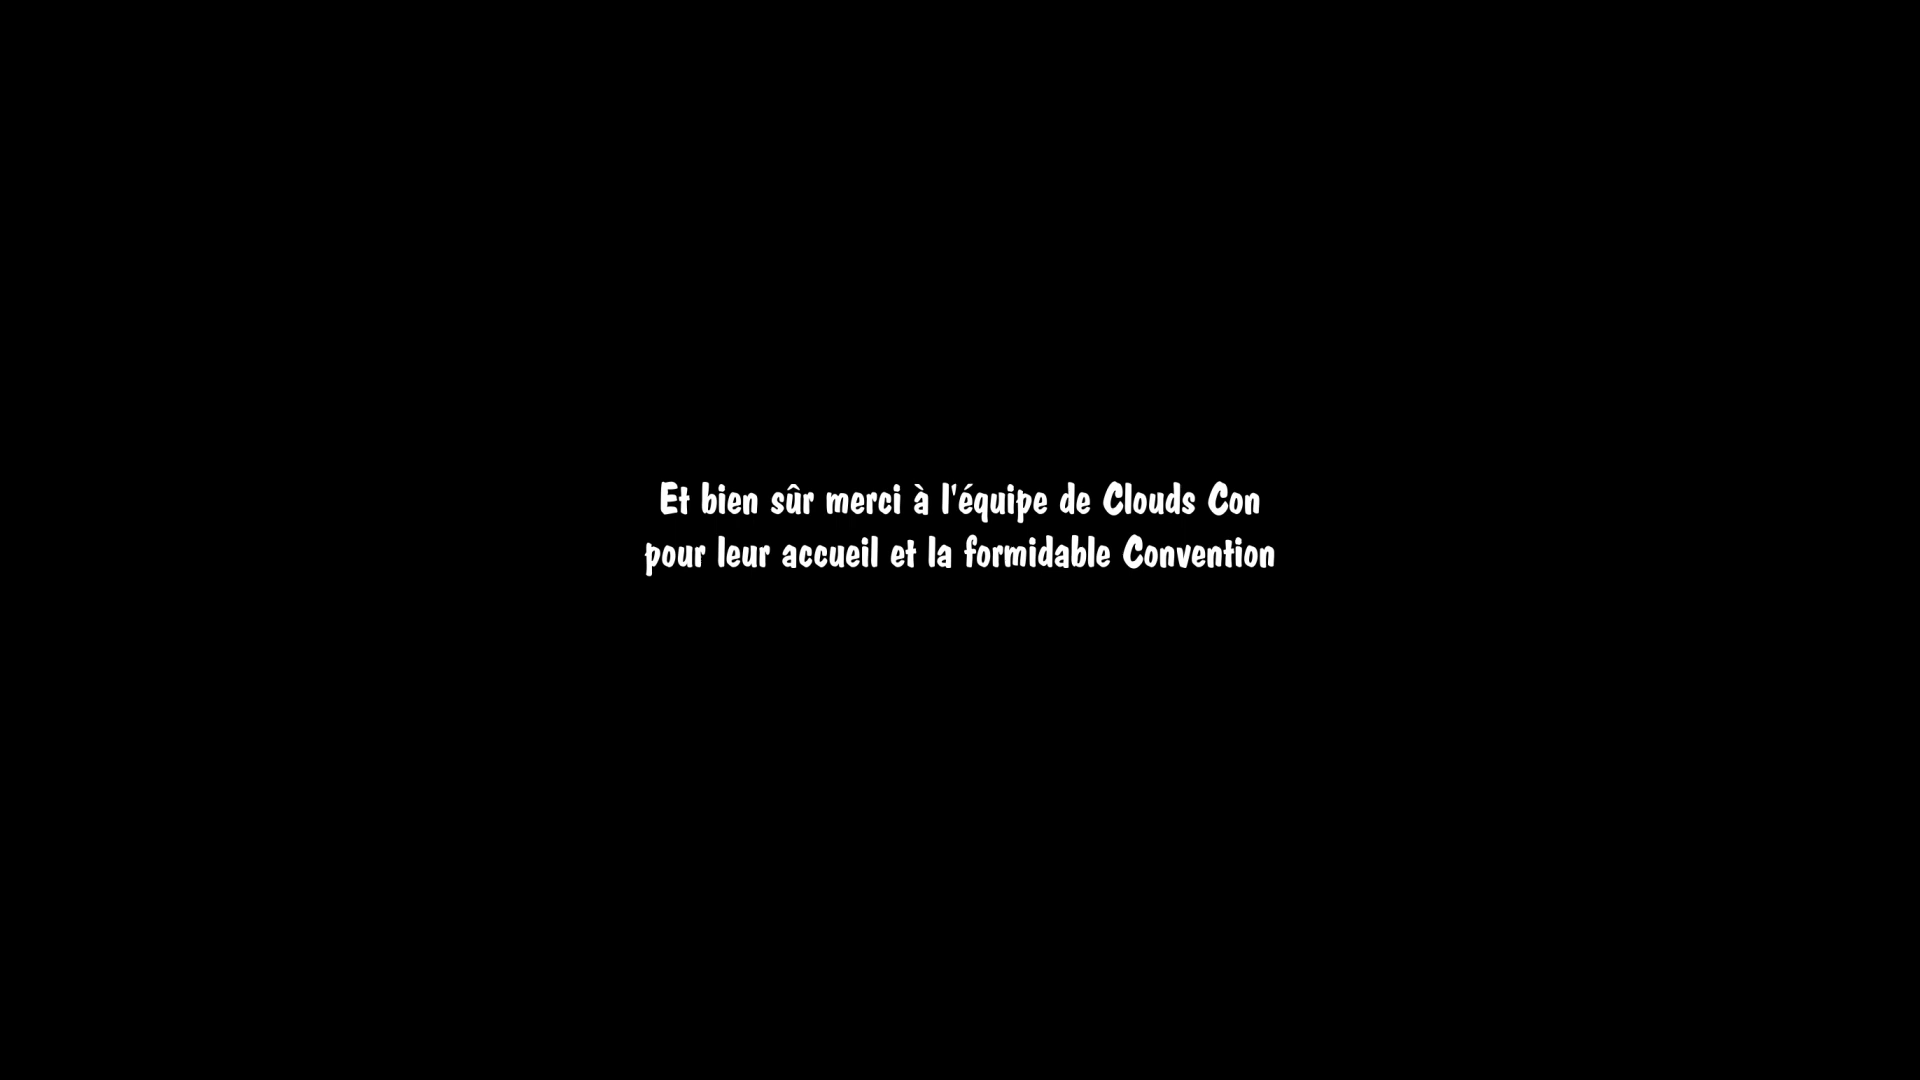 Et bien sûr merci à l'équipe de Clouds Con
pour leur accueil et la formidable Convention